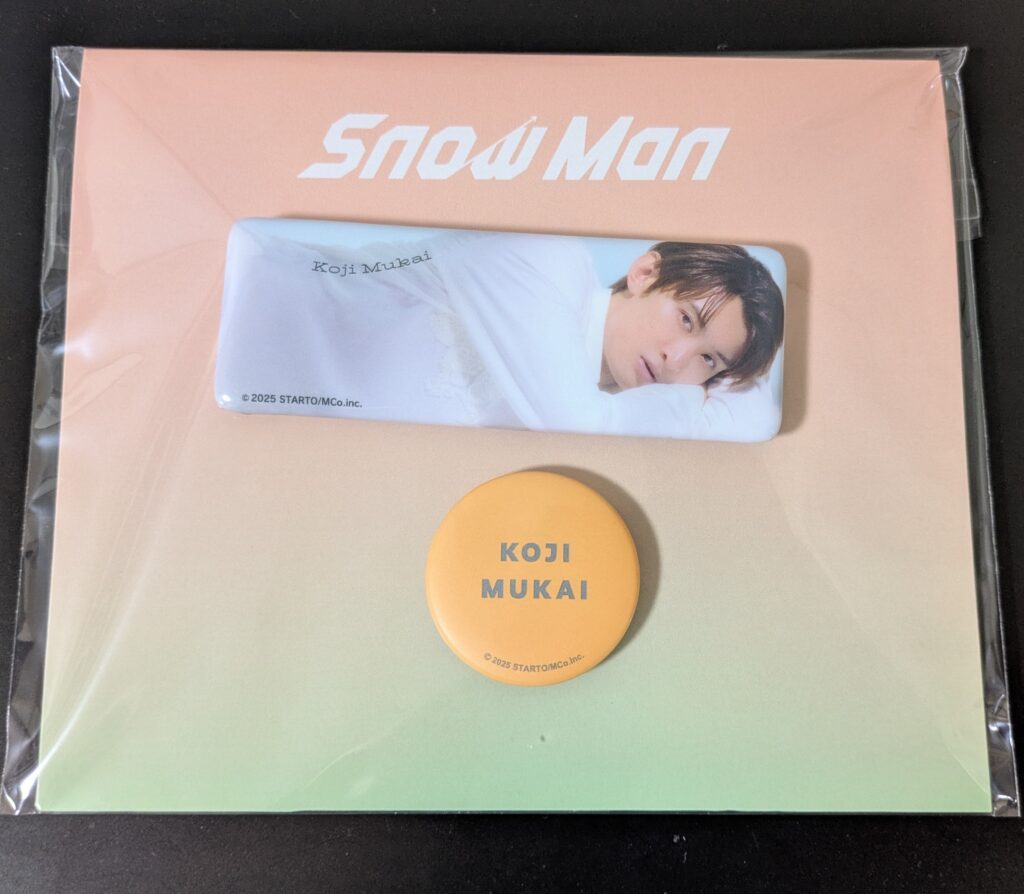 Snow Man
Koji Mukai
© 2025 STARTO/MCo.inc.
KOJI
MUKAI
© 2025 STARTO/MCo.Inc.